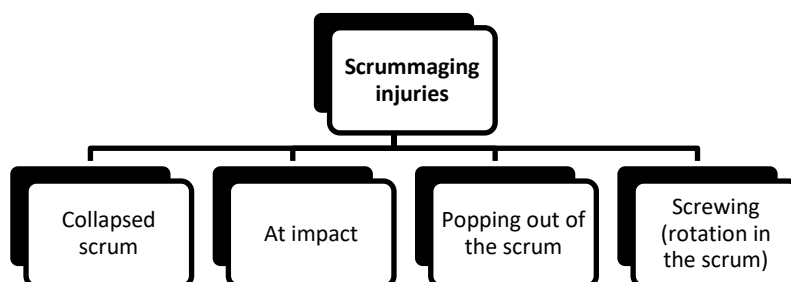 Scrummaging
injuries
Collapsed
scrum
At impact
Popping out of
the scrum
Screwing
(rotation in
the scrum)